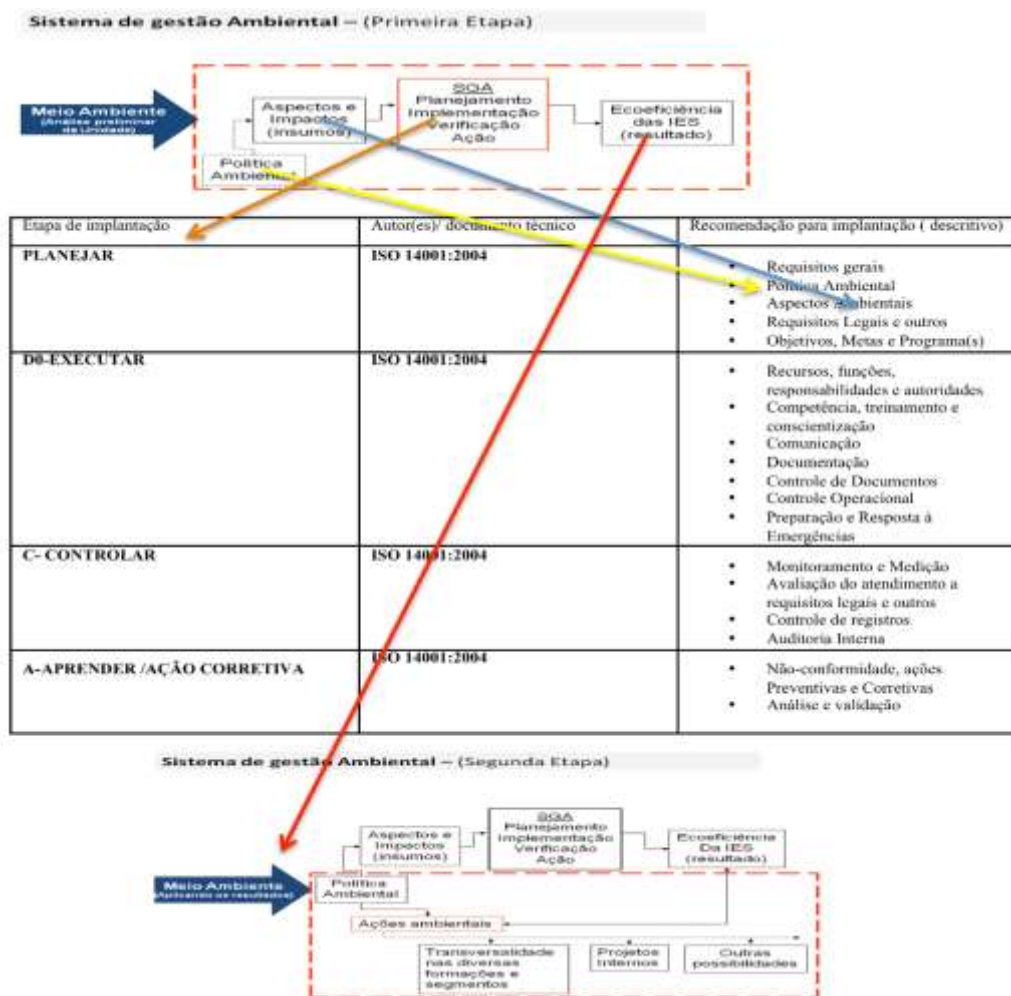 Sistema de gestão Ambiental – (Primeira Etapa)
Meio Ambiente
(Análise preliminar
da Unidade)
Aspectos e
Impactos
(insumos)
Política
Ambiental
SGA
Planejamento
Implementação
Verificação
Ação
Ecoeficiência
das IES
(resultado)
Etapa de implantação
Autor(es)/ documento técnico
Recomendação para implantação ( descritivo)
PLANEJAR
ISO 14001:2004
• Requisitos gerais
• Política Ambiental
• Aspectos Ambientais
• Requisitos Legais e outros
• Objetivos, Metas e Programa(s)
D0-EXECUTAR
ISO 14001:2004
• Recursos, funções,
responsabilidades e autoridades
• Competência, treinamento e
conscientização
• Comunicação
• Documentação
• Controle de Documentos
• Controle Operacional
• Preparação e Resposta à
Emergências
C- CONTROLAR
ISO 14001:2004
• Monitoramento e Medição
• Avaliação do atendimento a
requisitos legais e outros
• Controle de registros
• Auditoria Interna
A-APRENDER /AÇÃO CORRETIVA
ISO 14001:2004
• Não-conformidade, ações
Preventivas e Corretivas
• Análise e validação
Sistema de gestão Ambiental – (Segunda Etapa)
Meio Ambiente
(Aplicando os resultados)
Aspectos e
Impactos
(insumos)
SGA
Planejamento
Implementação
Verificação
Ação
Ecoeficiência
Da IES
(resultado)
Política
Ambiental
Ações ambientais
Transversalidade
nas diversas
formações e
segmentos
Projetos
Internos
Outras
possibilidades